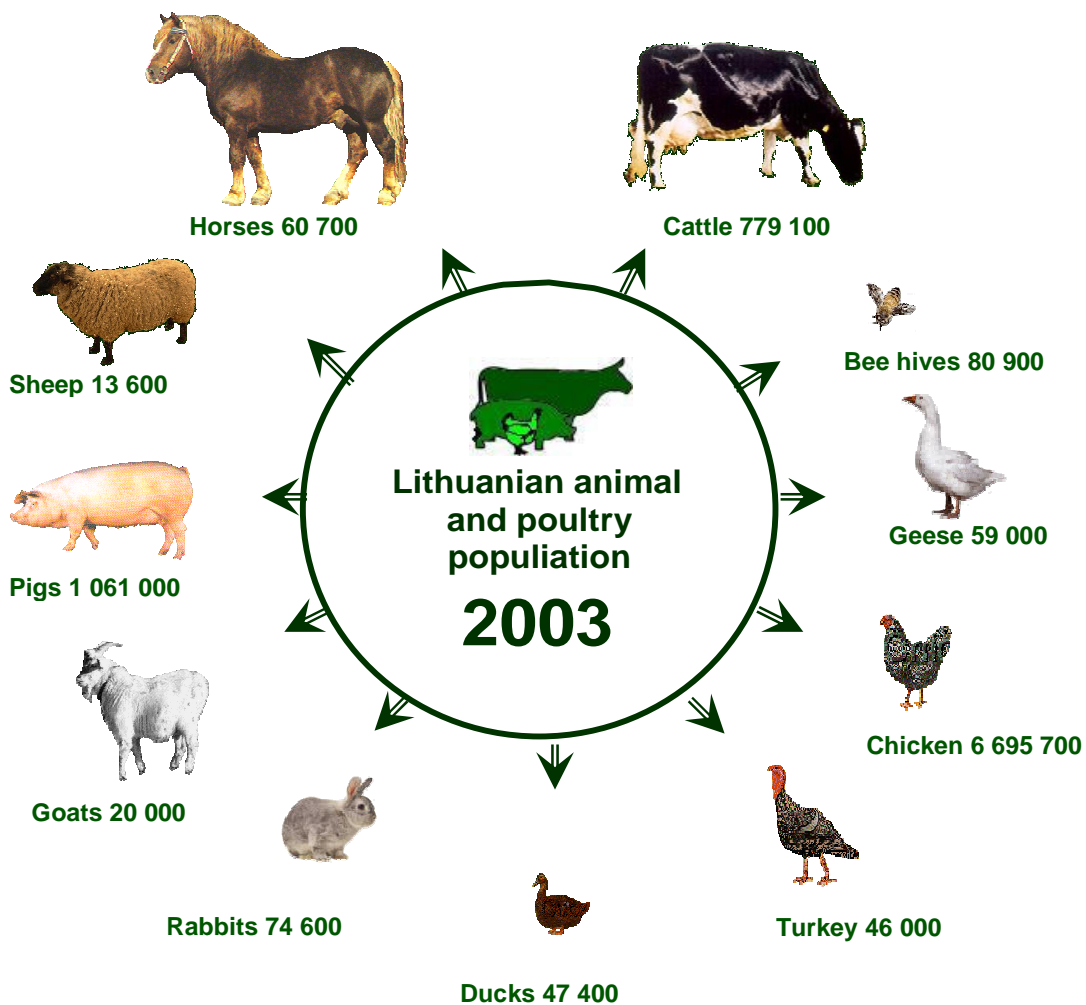 Horses 60 700
Cattle 779 100
Sheep 13 600
Bee hives 80 900
Lithuanian animal
and poultry
populiation
2003
Pigs 1 061 000
Geese 59 000
Goats 20 000
Chicken 6 695 700
Rabbits 74 600
Turkey 46 000
Ducks 47 400